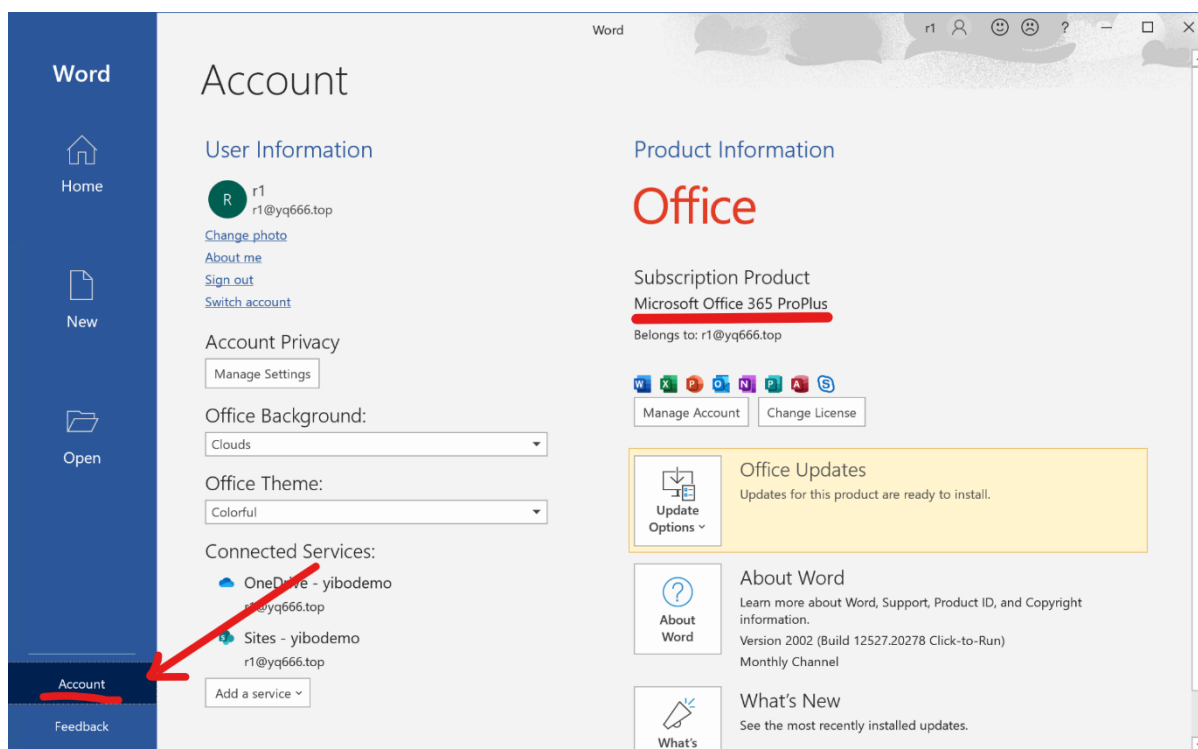 Word
r1
?
Word
Home
New
Open
Account
Feedback
Account
User Information
R
r1
r1@yq666.top
Change photo
About me
Sign out
Switch account
Account Privacy
Manage Settings
Office Background:
Clouds
Office Theme:
Colorful
Connected Services:
OneDrive - yibodemo
r1@yq666.top
Sites - yibodemo
r1@yq666.top
Add a service
Product Information
Office
Subscription Product
Microsoft Office 365 ProPlus
Belongs to: r1@yq666.top
W X P O N P A S
Manage Account
Change License
Update
Options
Office Updates
Updates for this product are ready to install.
About
Word
About Word
Learn more about Word, Support, Product ID, and Copyright
information.
Version 2002 (Build 12527.20278 Click-to-Run)
Monthly Channel
What's
What's New
See the most recently installed updates.